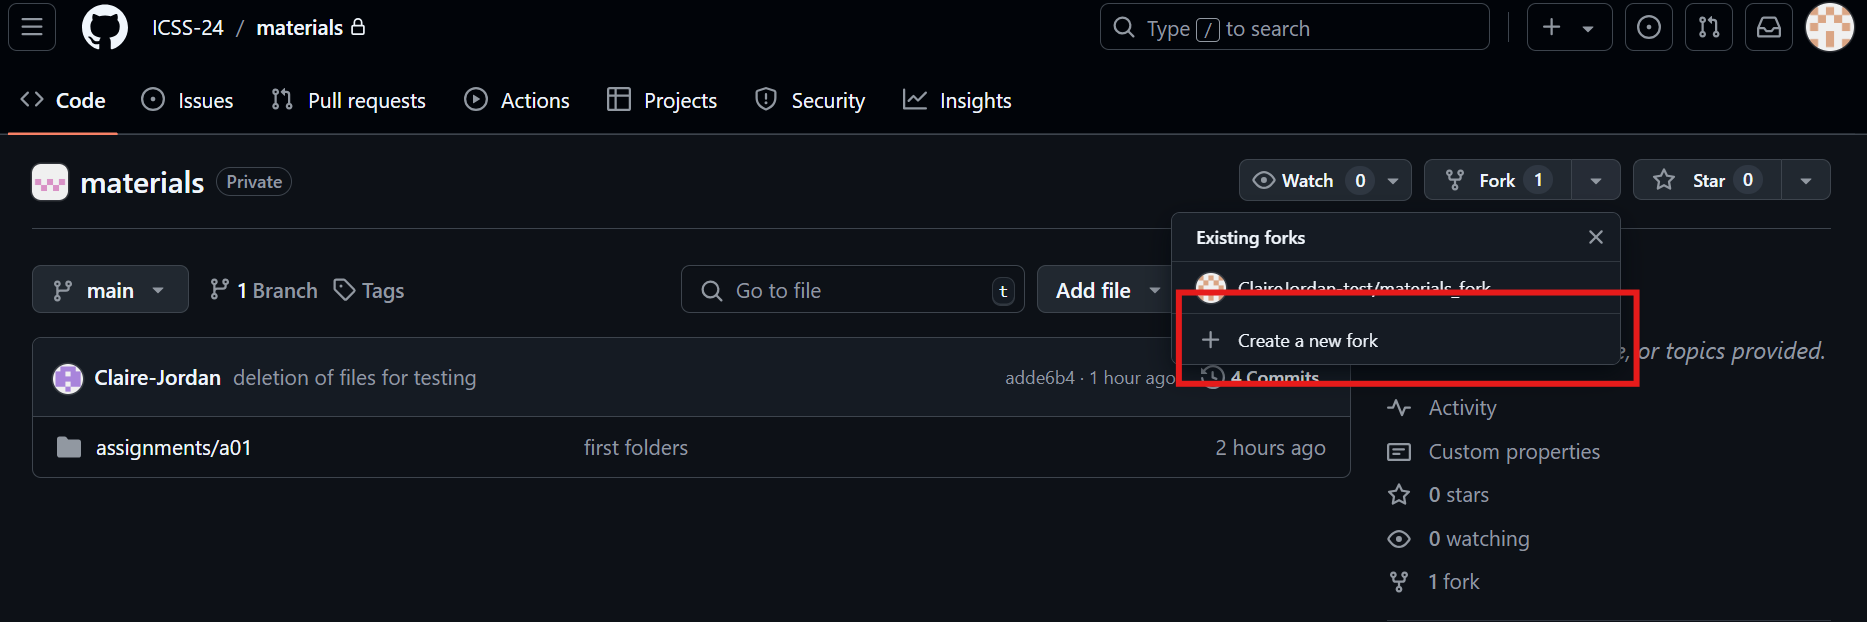 ICSS-24 / materials
Type / to search
Code Issues Pull requests Actions Projects Security Insights
materials Private
Watch 0 Fork 1 Star 0
Existing forks
ClaireJordan-test/materials_fork
Create a new fork
main 1 Branch Tags Go to file t Add file
Claire-Jordan deletion of files for testing adde6b4 · 1 hour ago 4 Commits
assignments/a01 first folders 2 hours ago
, or topics provided.
Activity
Custom properties
0 stars
0 watching
1 fork